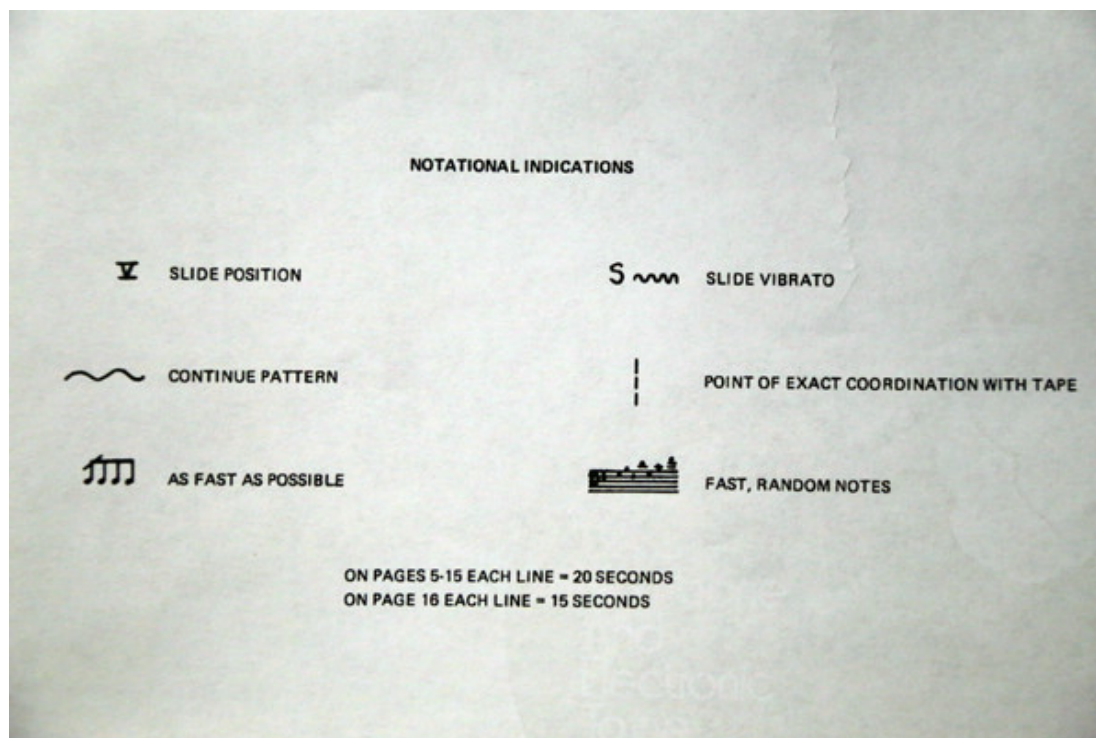 NOTATIONAL INDICATIONS
V SLIDE POSITION
S SLIDE VIBRATO
CONTINUE PATTERN
POINT OF EXACT COORDINATION WITH TAPE
AS FAST AS POSSIBLE
FAST, RANDOM NOTES
ON PAGES 5-15 EACH LINE = 20 SECONDS
ON PAGE 16 EACH LINE = 15 SECONDS
Electronic